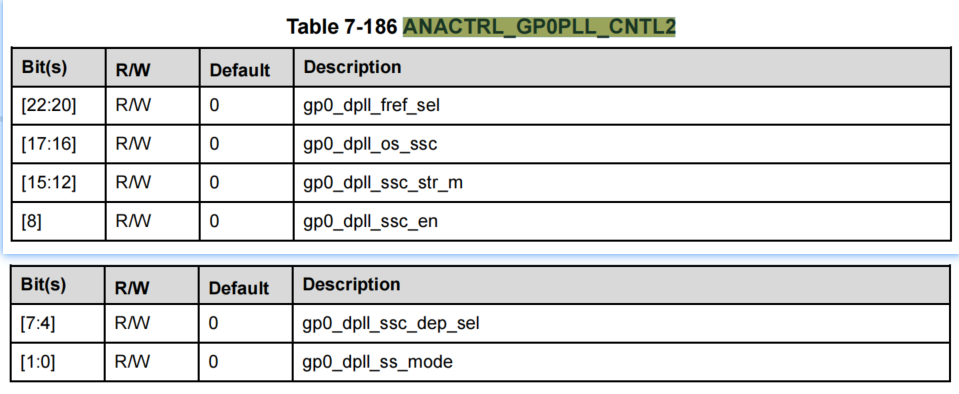 Table 7-186 ANACTRL_GP0PLL_CNTL2
Bit(s) R/W Default Description
[22:20] R/W 0 gp0_dpll_fref_sel
[17:16] R/W 0 gp0_dpll_os_ssc
[15:12] R/W 0 gp0_dpll_ssc_str_m
[8] R/W 0 gp0_dpll_ssc_en
Bit(s) R/W Default Description
[7:4] R/W 0 gp0_dpll_ssc_dep_sel
[1:0] R/W 0 gp0_dpll_ss_mode